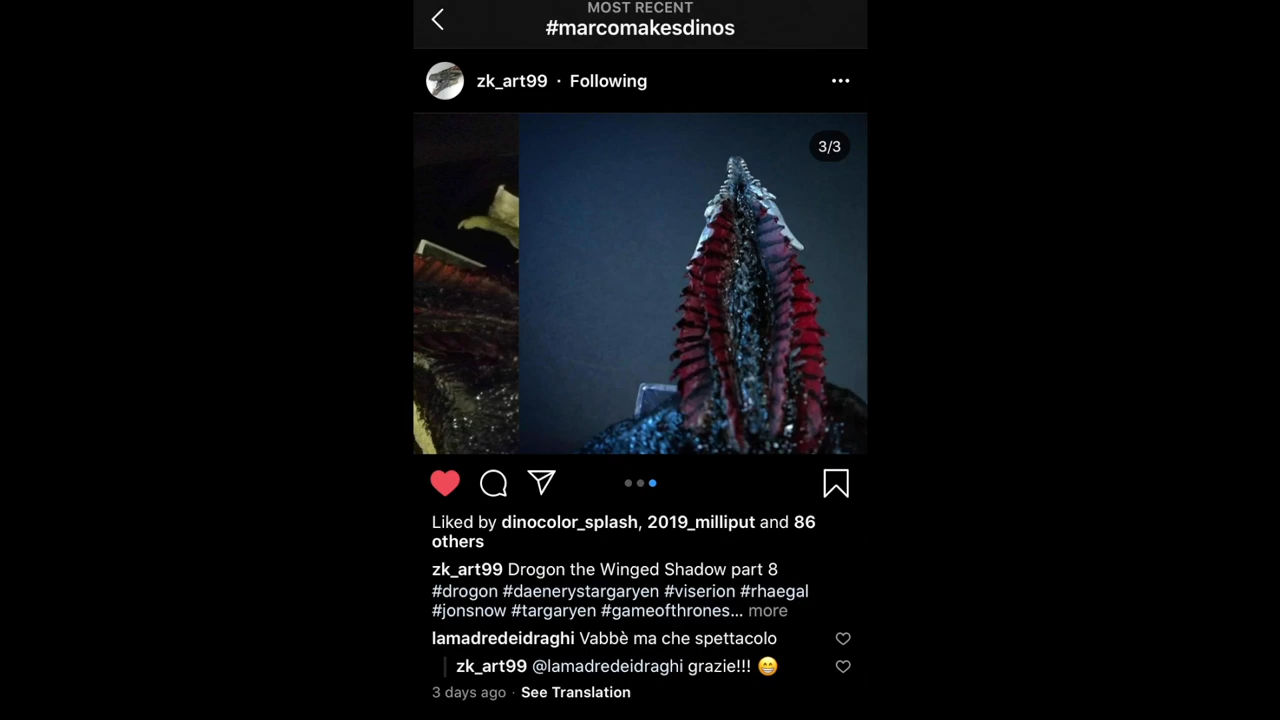 MOST RECENT
#marcomakesdinos
zk_art99 · Following
3/3
Liked by dinocolor_splash, 2019_milliput and 86
others
zk_art99 Drogon the Winged Shadow part 8
#drogon #daenerystargaryen #viserion #rhaegal
#jonsnow #targaryen #gameofthrones... more
lamadredeidraghi Vabbè ma che spettacolo
zk_art99 @lamadredeidraghi grazie!!! 😁
3 days ago · See Translation